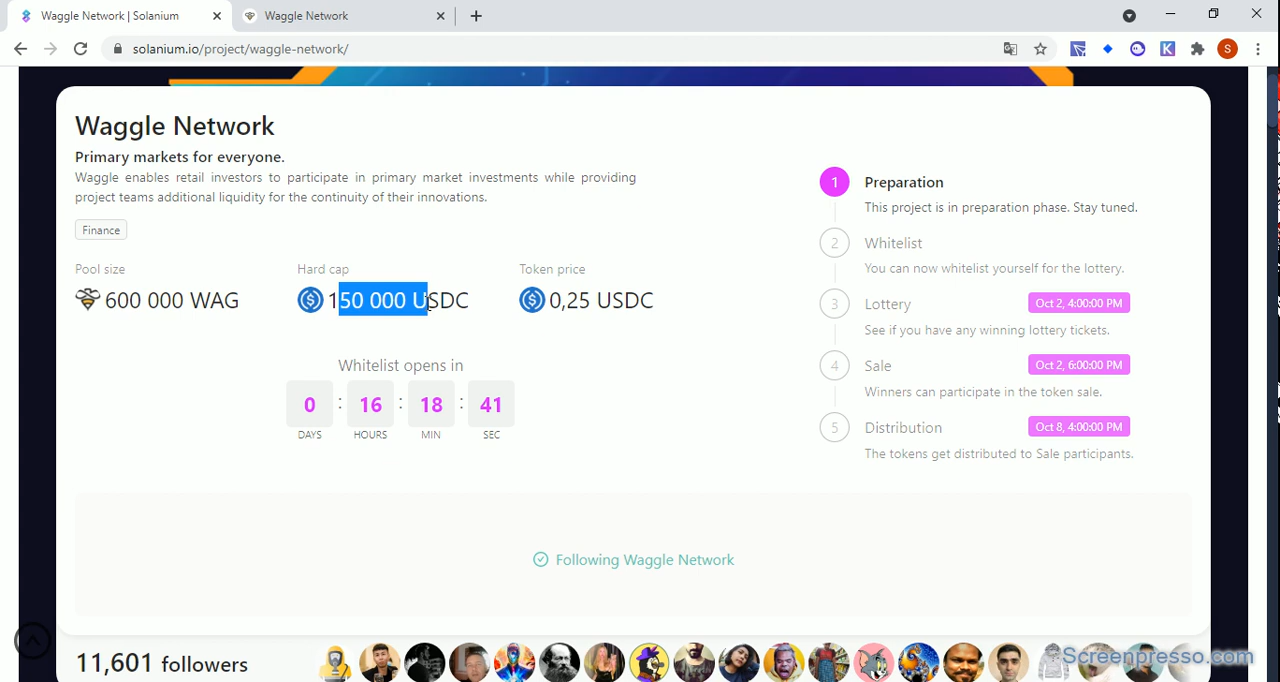 Waggle Network | Solanium
Waggle Network
solanium.io/project/waggle-network/
K
S
Waggle Network
Primary markets for everyone.
Waggle enables retail investors to participate in primary market investments while providing
project teams additional liquidity for the continuity of their innovations.
Finance
Pool size
Hard cap
Token price
600 000 WAG
150 000 USDC
0,25 USDC
Whitelist opens in
0 : 16 : 18 : 41
DAYS HOURS MIN SEC
1 Preparation
This project is in preparation phase. Stay tuned.
2 Whitelist
You can now whitelist yourself for the lottery.
3 Lottery Oct 2, 4:00:00 PM
See if you have any winning lottery tickets.
4 Sale Oct 2, 6:00:00 PM
Winners can participate in the token sale.
5 Distribution Oct 8, 4:00:00 PM
The tokens get distributed to Sale participants.
Following Waggle Network
11,601 followers
Screenpresso.com